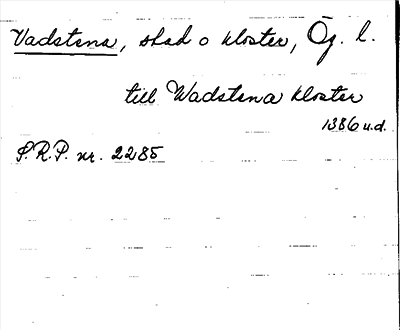 Vadstena, stad o kloster, Ög. l.
till Wadstena kloster
1386 u.d.
S.R.P. nr. 2285